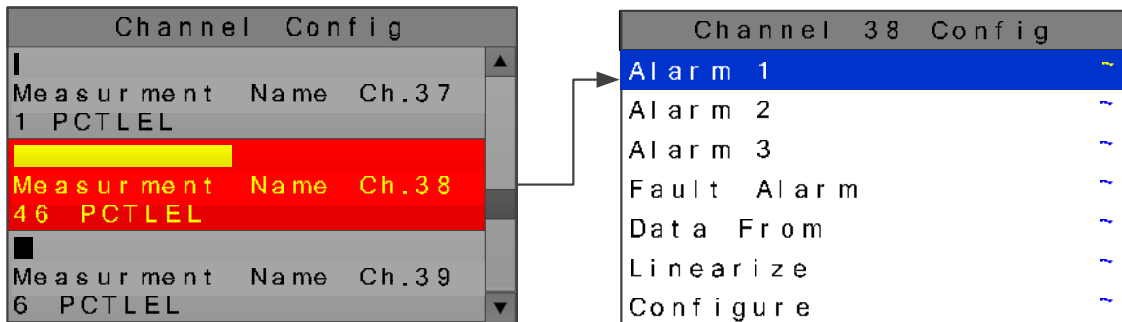 Channel Config
Measurment Name Ch.37
1 PCTLEL
Measurment Name Ch.38
46 PCTLEL
Measurment Name Ch.39
6 PCTLEL
Channel 38 Config
Alarm 1 ~
Alarm 2 ~
Alarm 3 ~
Fault Alarm ~
Data From ~
Linearize ~
Configure ~